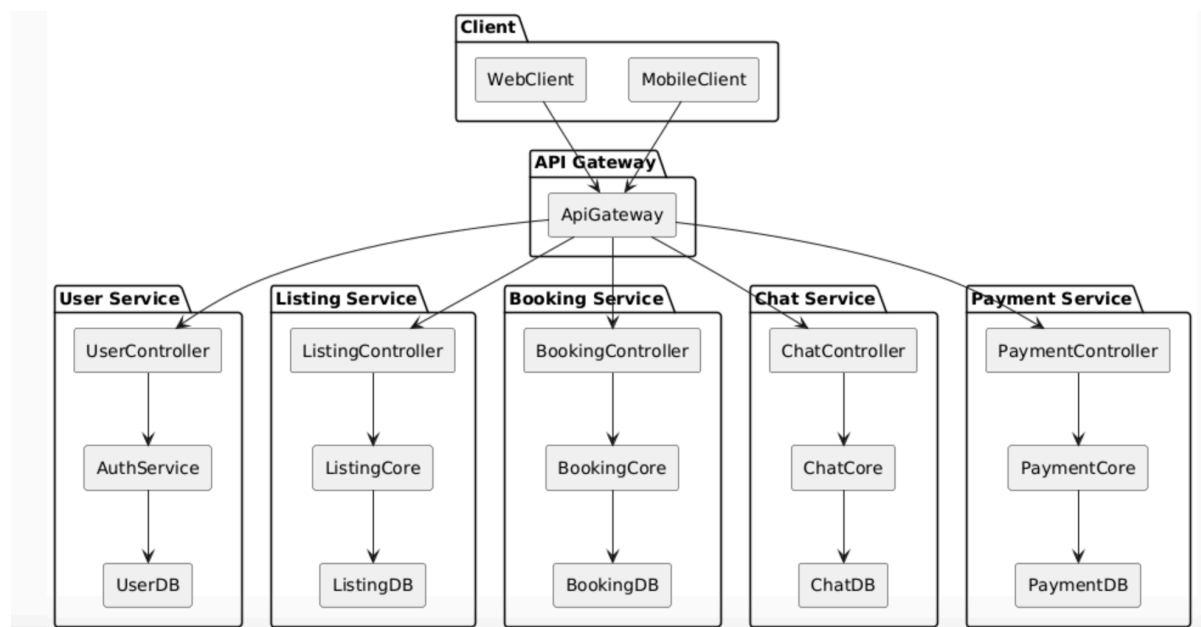 Client
WebClient
MobileClient
API Gateway
ApiGateway
User Service
Listing Service
Booking Service
Chat Service
Payment Service
UserController
ListingController
BookingController
ChatController
PaymentController
AuthService
ListingCore
BookingCore
ChatCore
PaymentCore
UserDB
ListingDB
BookingDB
ChatDB
PaymentDB